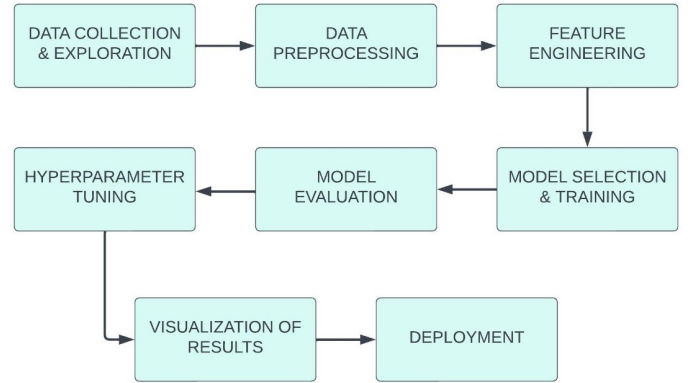 DATA COLLECTION
& EXPLORATION
DATA
PREPROCESSING
FEATURE
ENGINEERING
MODEL SELECTION
& TRAINING
MODEL
EVALUATION
HYPERPARAMETER
TUNING
VISUALIZATION OF
RESULTS
DEPLOYMENT